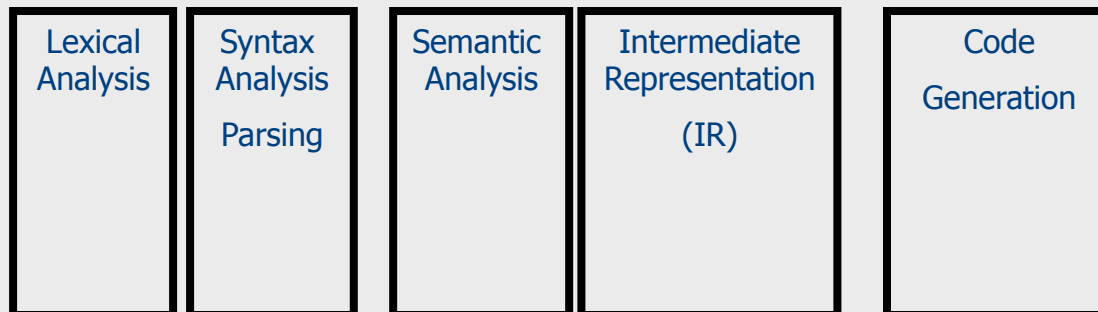 Lexical
Analysis
Syntax
Analysis
Parsing
Semantic
Analysis
Intermediate
Representation
(IR)
Code
Generation